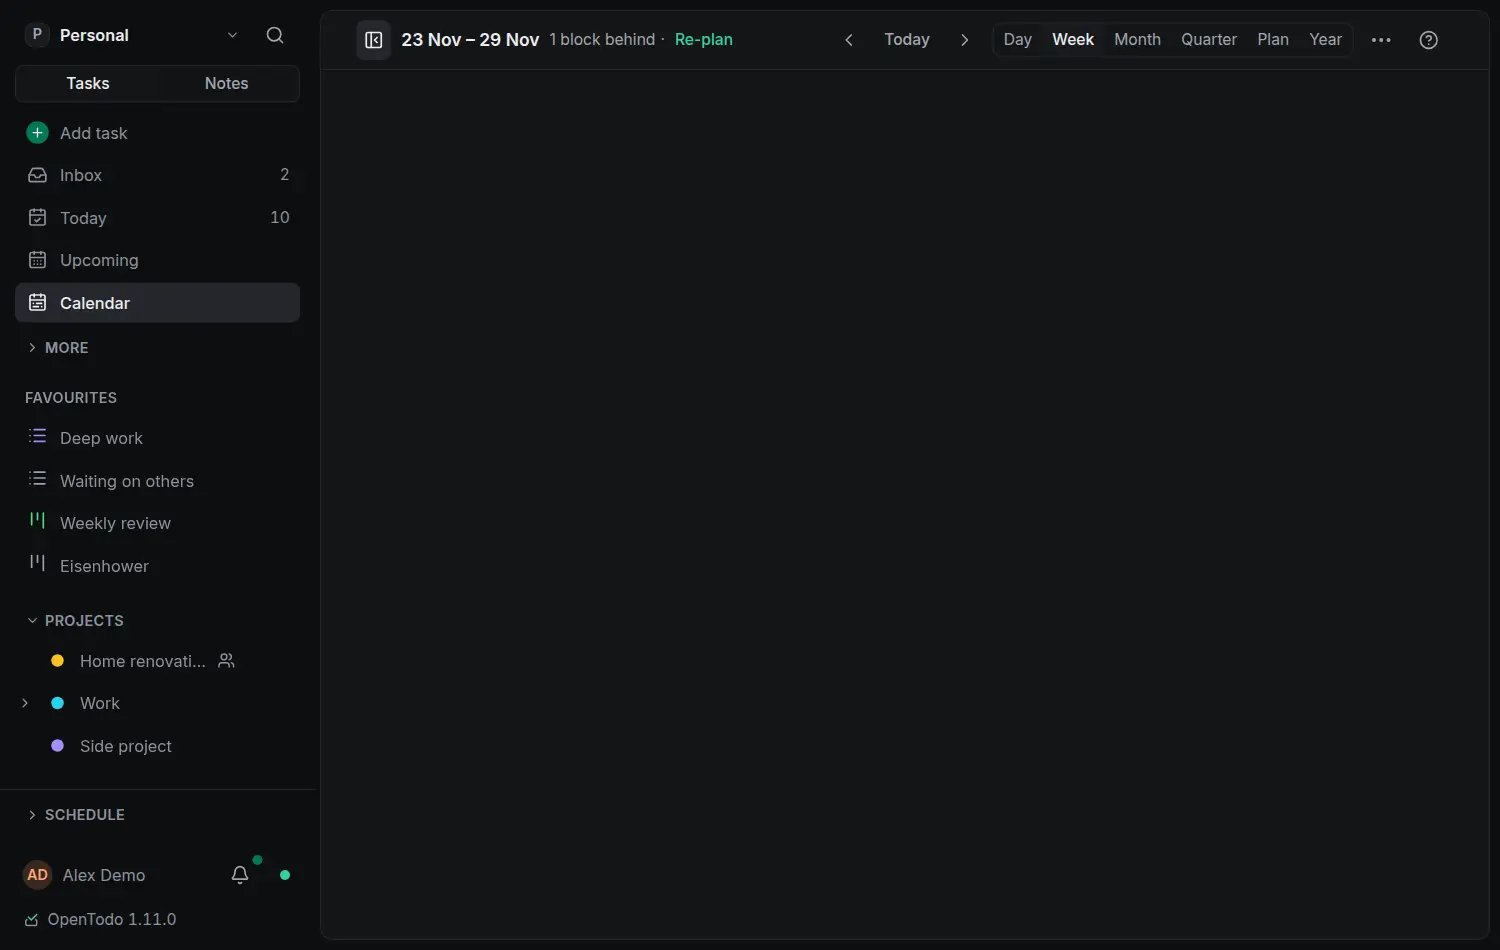 P Personal
Tasks Notes
Add task
Inbox 2
Today 10
Upcoming
Calendar
MORE
FAVOURITES
Deep work
Waiting on others
Weekly review
Eisenhower
PROJECTS
Home renovati...
Work
Side project
SCHEDULE
AD Alex Demo
OpenTodo 1.11.0
23 Nov – 29 Nov 1 block behind · Re-plan Today Day Week Month Quarter Plan Year